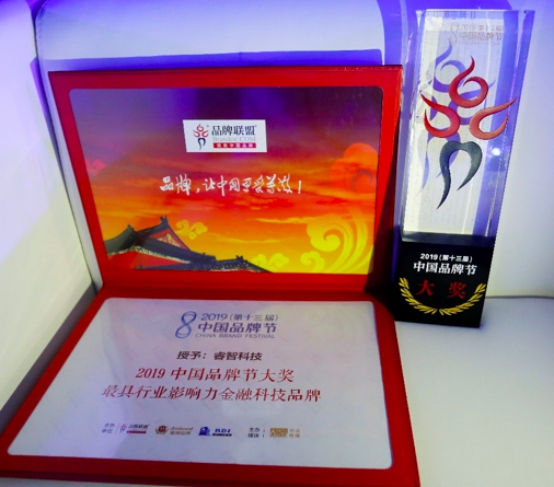 品牌联盟
品牌,让中国更受尊敬!
2019(第十三届)
中国品牌节
CHINA BRAND FESTIVAL
授予:睿智科技
2019 中国品牌节大奖
最具行业影响力金融科技品牌
2019(第十三届)
中国品牌节
大奖